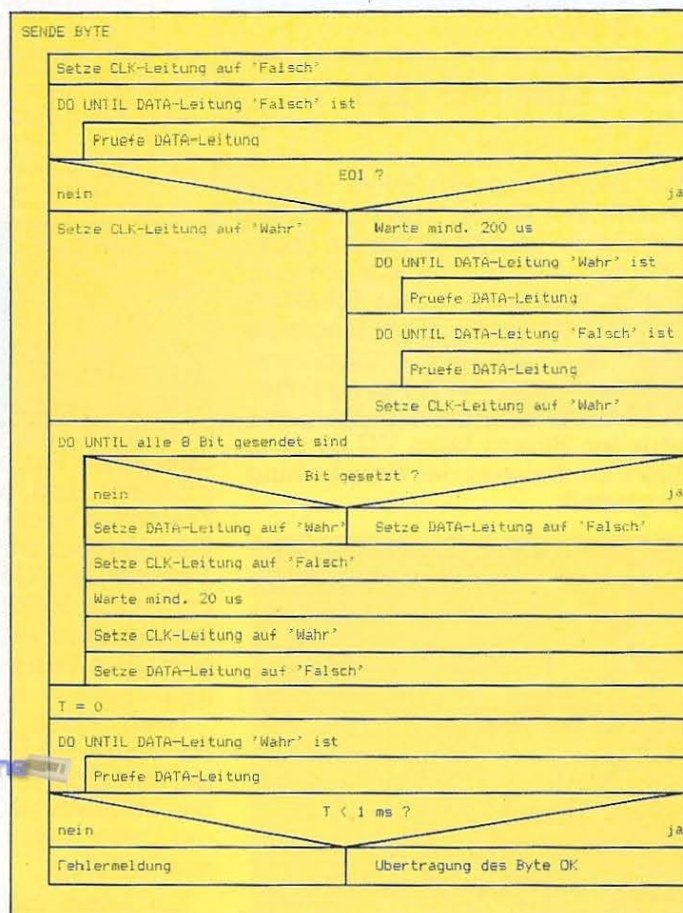 SENDE BYTE
Setze CLK-Leitung auf 'Falsch'
DO UNTIL DATA-Leitung 'Falsch' ist
Pruefe DATA-Leitung
EOI ?
nein ja
Setze CLK-Leitung auf 'Wahr'
Warte mind. 200 us
DO UNTIL DATA-Leitung 'Wahr' ist
Pruefe DATA-Leitung
DO UNTIL DATA-Leitung 'Falsch' ist
Pruefe DATA-Leitung
Setze CLK-Leitung auf 'Wahr'
DO UNTIL alle 8 Bit gesendet sind
Bit gesetzt ?
nein ja
Setze DATA-Leitung auf 'Wahr' Setze DATA-Leitung auf 'Falsch'
Setze CLK-Leitung auf 'Falsch'
Warte mind. 20 us
Setze CLK-Leitung auf 'Wahr'
Setze DATA-Leitung auf 'Falsch'
T = 0
DO UNTIL DATA-Leitung 'Wahr' ist
Pruefe DATA-Leitung
T < 1 ms ?
nein ja
Fehlermeldung Ubertragung des Byte OK